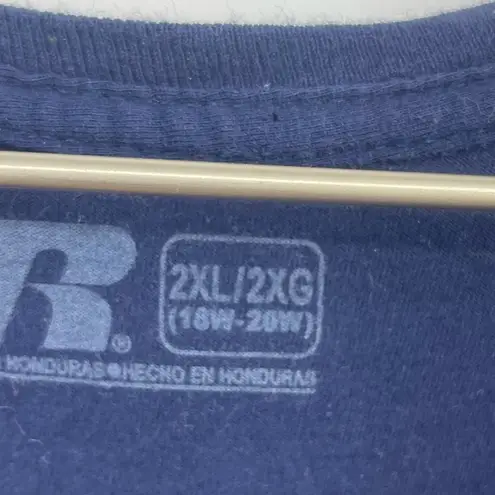 R®
2XL/2XG
(18W-20W)
HONDURAS●HECHO EN HONDURAS